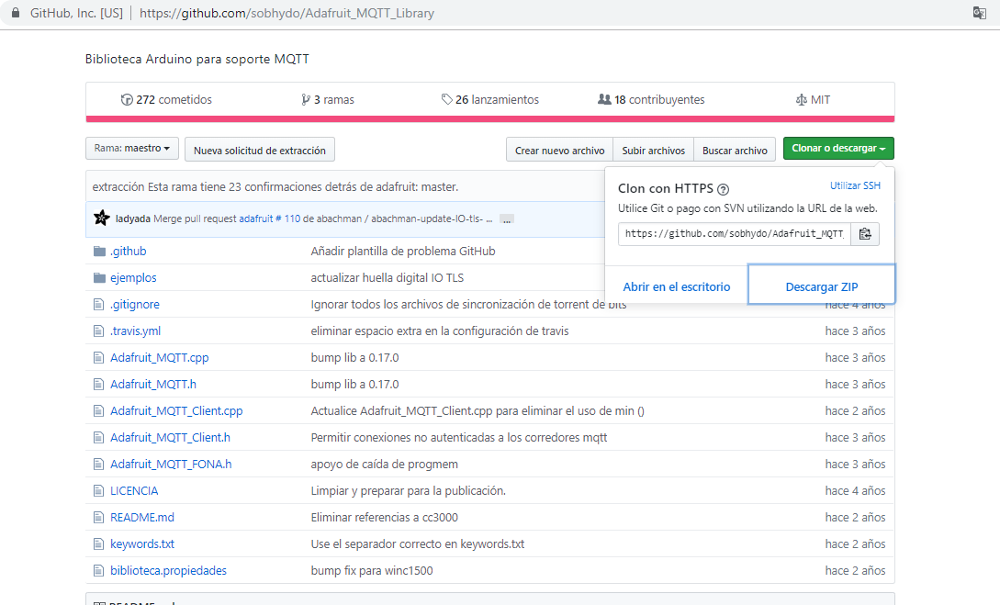 GitHub, Inc. [US] | https://github.com/sobhydo/Adafruit_MQTT_Library
Biblioteca Arduino para soporte MQTT
272 cometidos 3 ramas 26 lanzamientos 18 contribuyentes MIT
Rama: maestro Nueva solicitud de extracción Crear nuevo archivo Subir archivos Buscar archivo Clonar o descargar
extracción Esta rama tiene 23 confirmaciones detrás de adafruit: master.
ladyada Merge pull request adafruit # 110 de abachman / abachman-update-IO-tls- ... ...
Clon con HTTPS ? Utilizar SSH
Utilice Git o pago con SVN utilizando la URL de la web.
https://github.com/sobhydo/Adafruit_MQTT_
Abrir en el escritorio Descargar ZIP
.github Añadir plantilla de problema GitHub
ejemplos actualizar huella digital IO TLS
.gitignore Ignorar todos los archivos de sincronización de torrent de bits hace 4 años
.travis.yml eliminar espacio extra en la configuración de travis hace 3 años
Adafruit_MQTT.cpp bump lib a 0.17.0 hace 3 años
Adafruit_MQTT.h bump lib a 0.17.0 hace 3 años
Adafruit_MQTT_Client.cpp Actualice Adafruit_MQTT_Client.cpp para eliminar el uso de min () hace 2 años
Adafruit_MQTT_Client.h Permitir conexiones no autenticadas a los corredores mqtt hace 3 años
Adafruit_MQTT_FONA.h apoyo de caída de progmem hace 3 años
LICENCIA Limpiar y preparar para la publicación. hace 4 años
README.md Eliminar referencias a cc3000 hace 2 años
keywords.txt Use el separador correcto en keywords.txt hace 2 años
biblioteca.propiedades bump fix para winc1500 hace 2 años